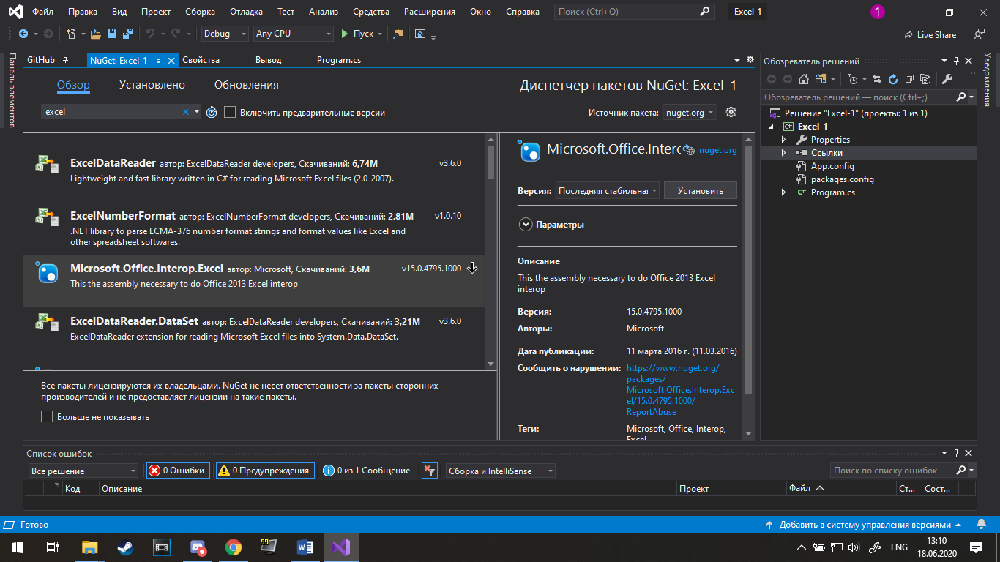 Файл Правка Вид Проект Сборка Отладка Тест Анализ Средства Расширения Окно Справка Поиск (Ctrl+Q) Excel-1 1
Debug Any CPU Пуск Live Share
Панель элементов
GitHub NuGet: Excel-1 Свойства Вывод Program.cs
Обзор Установлено Обновления
Диспетчер пакетов NuGet: Excel-1
excel Включить предварительные версии
Источник пакета: nuget.org
ExcelDataReader автор: ExcelDataReader developers, Скачиваний: 6,74M v3.6.0
Lightweight and fast library written in C# for reading Microsoft Excel files (2.0-2007).
ExcelNumberFormat автор: ExcelNumberFormat developers, Скачиваний: 2,81M v1.0.10
.NET library to parse ECMA-376 number format strings and format values like Excel and
other spreadsheet softwares.
Microsoft.Office.Interop.Excel автор: Microsoft, Скачиваний: 3,6M v15.0.4795.1000
This the assembly necessary to do Office 2013 Excel interop
ExcelDataReader.DataSet автор: ExcelDataReader developers, Скачиваний: 3,21M v3.6.0
ExcelDataReader extension for reading Microsoft Excel files into System.Data.DataSet.
Все пакеты лицензируются их владельцами. NuGet не несет ответственности за пакеты сторонних
производителей и не предоставляет лицензии на такие пакеты.
Больше не показывать
Microsoft.Office.Interc nuget.org
Версия: Последняя стабильна Установить
Параметры
Описание
This the assembly necessary to do Office 2013 Excel
interop
Версия: 15.0.4795.1000
Авторы: Microsoft
Дата публикации: 11 марта 2016 г. (11.03.2016)
Сообщить о нарушении: https://www.nuget.org/
packages/
Microsoft.Office.Interop.Exc
el/15.0.4795.1000/
ReportAbuse
Теги: Microsoft, Office, Interop,
Excel
Обозреватель решений
Обозреватель решений — поиск (Ctrl+;)
Решение "Excel-1" (проекты: 1 из 1)
C# Excel-1
Properties
Ссылки
App.config
packages.config
C# Program.cs
Уведомления
Список ошибок
Все решение 0 Ошибки 0 Предупреждения 0 из 1 Сообщение Сборка и IntelliSense Поиск по списку ошибок
Код Описание Проект Файл Ст... Сост...
Готово Добавить в систему управления версиями
99 ENG 13:10
18.06.2020